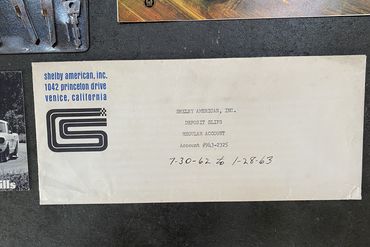 shelby american, inc.
1042 princeton drive
venice, california
SHELBY AMERICAN, INC.
DEPOSIT SLIPS
REGULAR ACCOUNT
Account #943-2325
7-30-62 to 1-28-63
ills